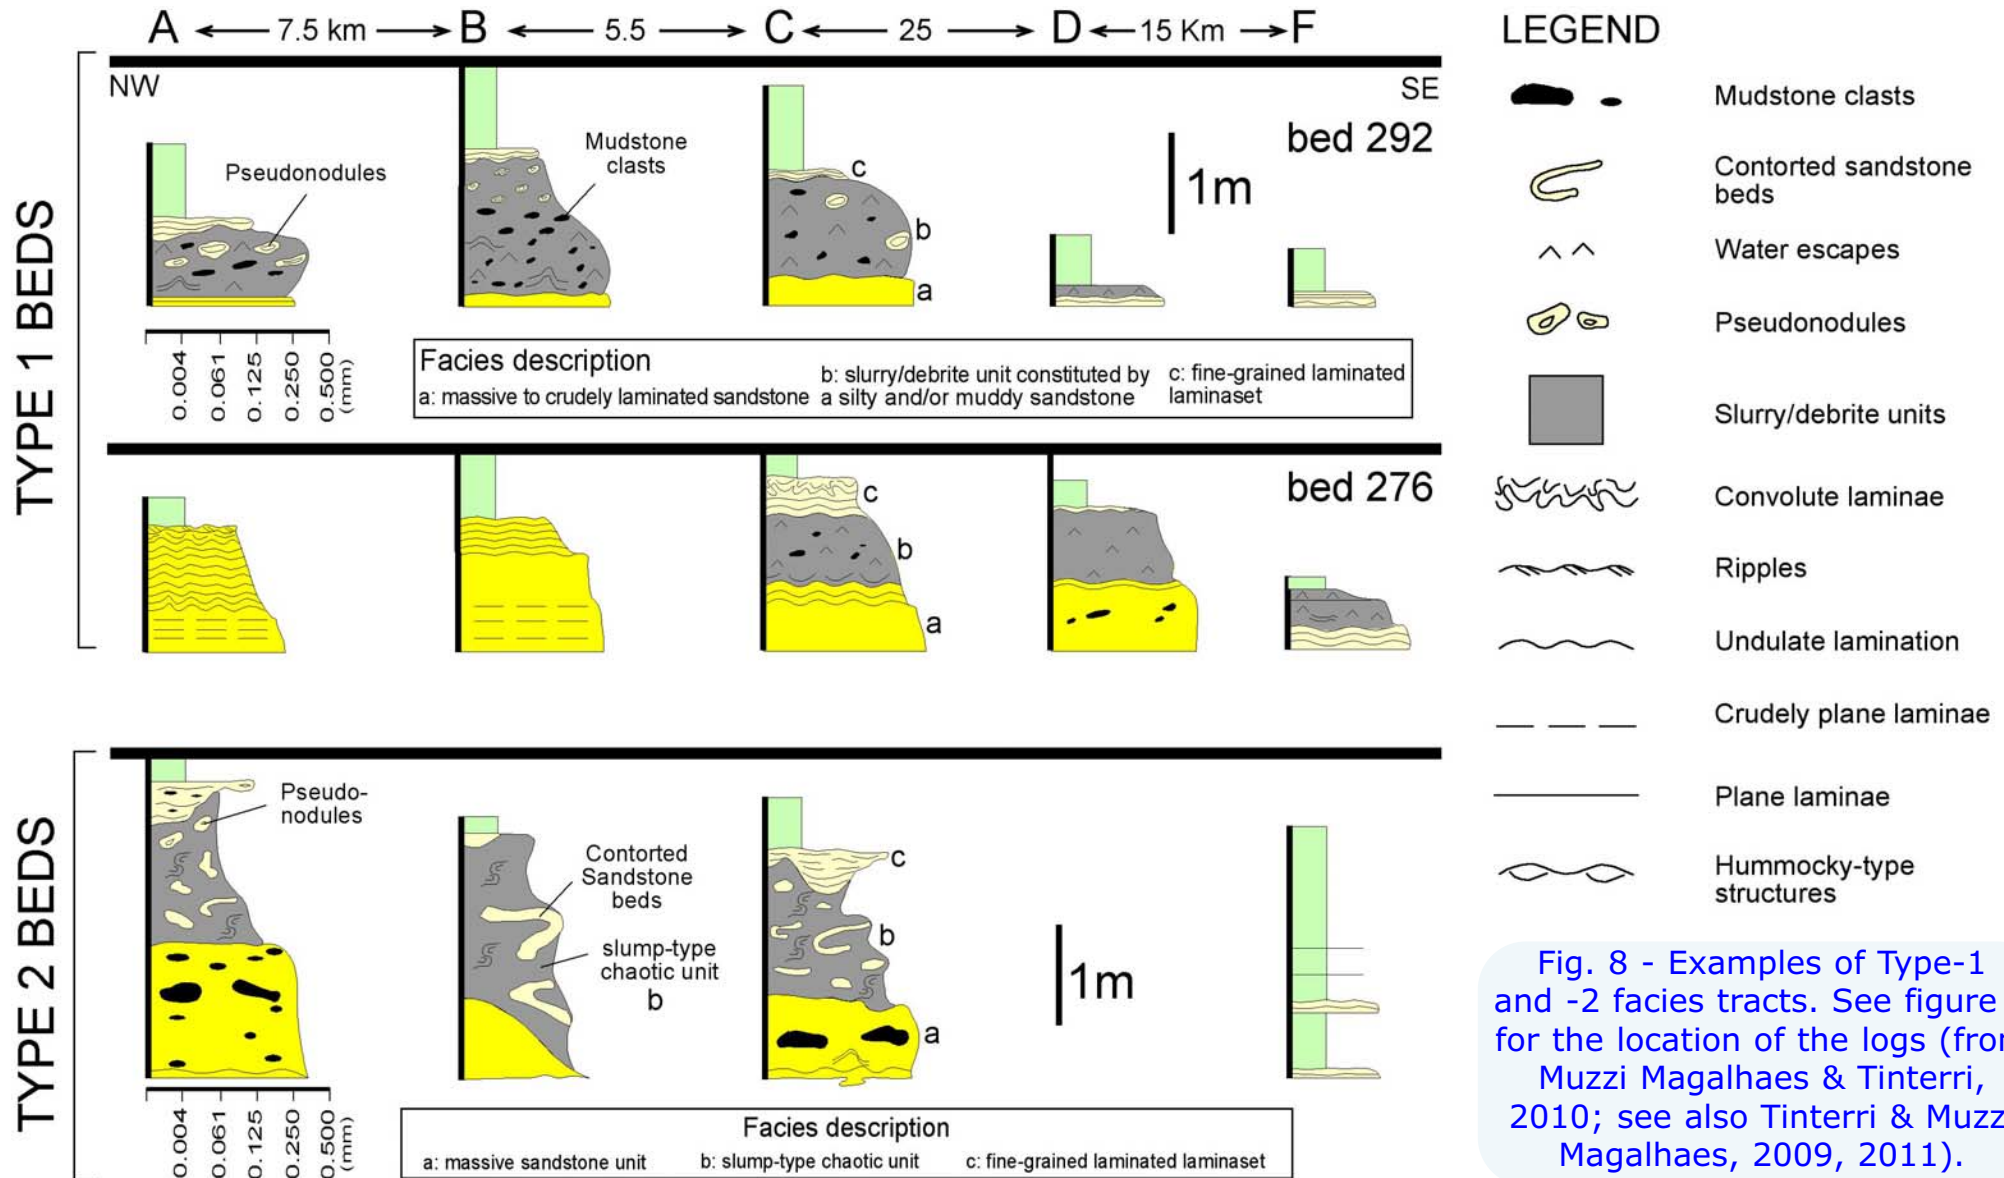 A 7.5 km B 5.5 C 25 D 15 Km F
NW SE
TYPE 1 BEDS
bed 292
Pseudonodules
Mudstone
clasts
c
b
a
1m
0.004
0.061
0.125
0.250
0.500
(mm)
Facies description
a: massive to crudely laminated sandstone
b: slurry/debrite unit constituted by
a silty and/or muddy sandstone
c: fine-grained laminated
laminaset
bed 276
c
b
a
TYPE 2 BEDS
Pseudo-
nodules
Contorted
Sandstone
beds
slump-type
chaotic unit
b
c
b
a
1m
0.004
0.061
0.125
0.250
0.500
(mm)
Facies description
a: massive sandstone unit b: slump-type chaotic unit c: fine-grained laminated laminaset
LEGEND
Mudstone clasts
Contorted sandstone
beds
Water escapes
Pseudonodules
Slurry/debrite units
Convolute laminae
Ripples
Undulate lamination
Crudely plane laminae
Plane laminae
Hummocky-type
structures
Fig. 8 - Examples of Type-1
and -2 facies tracts. See figure
for the location of the logs
Muzzi Magalhaes & Tinterri,
2010; see also Tinterri &
Magalhaes, 2009, 2011).